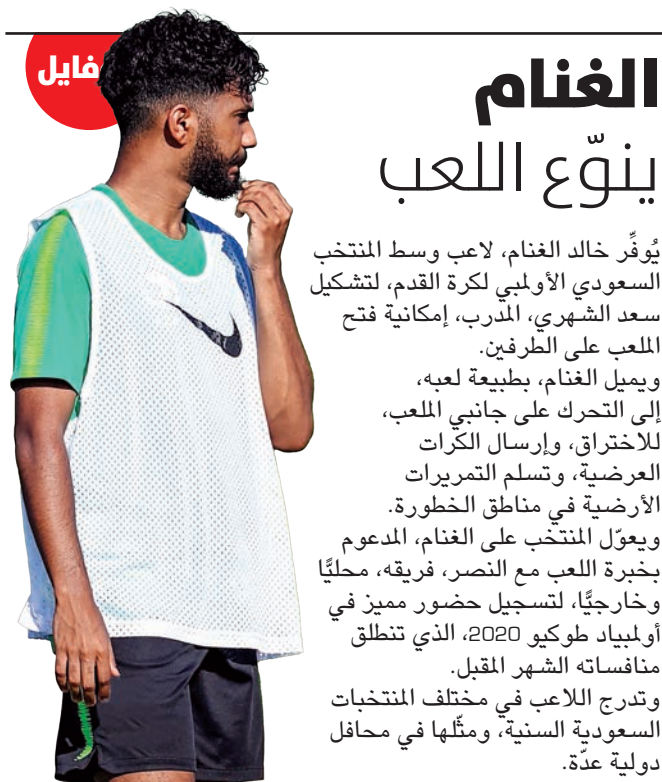 فايل
الغنام
ينوّع اللعب
يُوفِّر خالد الغنام، لاعب وسط المنتخب
السعودي الأولمبي لكرة القدم، لتشكيل
سعد الشهري، المدرب، إمكانية فتح
الملعب على الطرفين.
ويميل الغنام، بطبيعة لعبه،
إلى التحرك على جانبي الملعب،
للاختراق، وإرسال الكرات
العرضية، وتسلم التمريرات
الأرضية في مناطق الخطورة.
ويعوّل المنتخب على الغنام، المدعوم
بخبرة اللعب مع النصر، فريقه، محليًّا
وخارجيًّا، لتسجيل حضور مميز في
أولمبياد طوكيو 2020، الذي تنطلق
منافساته الشهر المقبل.
وتدرج اللاعب في مختلف المنتخبات
السعودية السنية، ومثّلها في محافل
دولية عدّة.